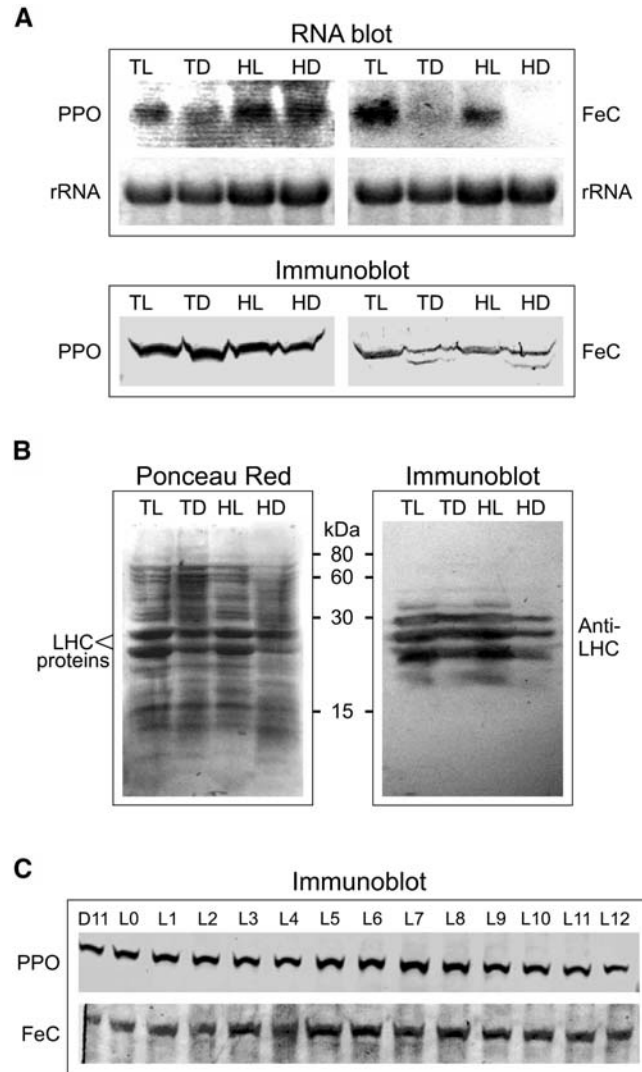 A
RNA blot
TL TD HL HD TL TD HL HD
PPO FeC
rRNA rRNA
Immunoblot
TL TD HL HD TL TD HL HD
PPO FeC
B
Ponceau Red Immunoblot
TL TD HL HD kDa TL TD HL HD
80
60
30
LHC proteins
Anti-LHC
15
C
Immunoblot
D11 L0 L1 L2 L3 L4 L5 L6 L7 L8 L9 L10 L11 L12
PPO
FeC